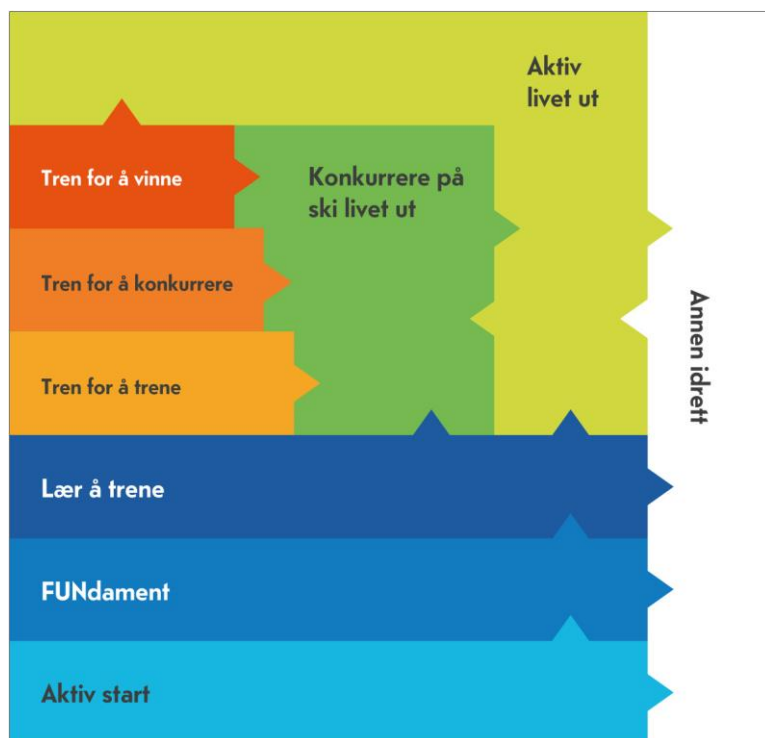 Aktiv
livet ut
Tren for å vinne
Konkurrere på
ski livet ut
Tren for å konkurrere
Annen idrett
Tren for å trene
Lær å trene
FUNdament
Aktiv start